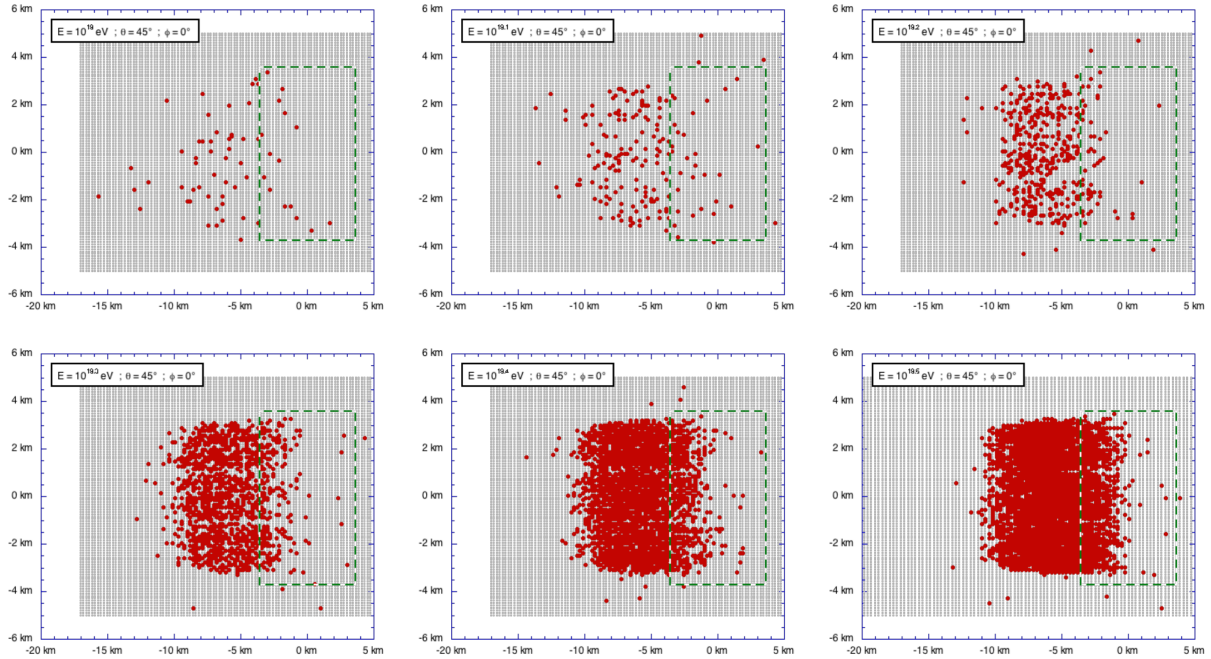 6 km
E = 10^19 eV ; θ = 45° ; ϕ = 0°
4 km
2 km
0 km
-2 km
-4 km
-6 km
-20 km -15 km -10 km -5 km 0 km 5 km
6 km
E = 10^19.1 eV ; θ = 45° ; ϕ = 0°
4 km
2 km
0 km
-2 km
-4 km
-6 km
-20 km -15 km -10 km -5 km 0 km 5 km
6 km
E = 10^19.2 eV ; θ = 45° ; ϕ = 0°
4 km
2 km
0 km
-2 km
-4 km
-6 km
-20 km -15 km -10 km -5 km 0 km 5 km
6 km
E = 10^19.3 eV ; θ = 45° ; ϕ = 0°
4 km
2 km
0 km
-2 km
-4 km
-6 km
-20 km -15 km -10 km -5 km 0 km 5 km
6 km
E = 10^19.4 eV ; θ = 45° ; ϕ = 0°
4 km
2 km
0 km
-2 km
-4 km
-6 km
-20 km -15 km -10 km -5 km 0 km 5 km
6 km
E = 10^19.5 eV ; θ = 45° ; ϕ = 0°
4 km
2 km
0 km
-2 km
-4 km
-6 km
-20 km -15 km -10 km -5 km 0 km 5 km